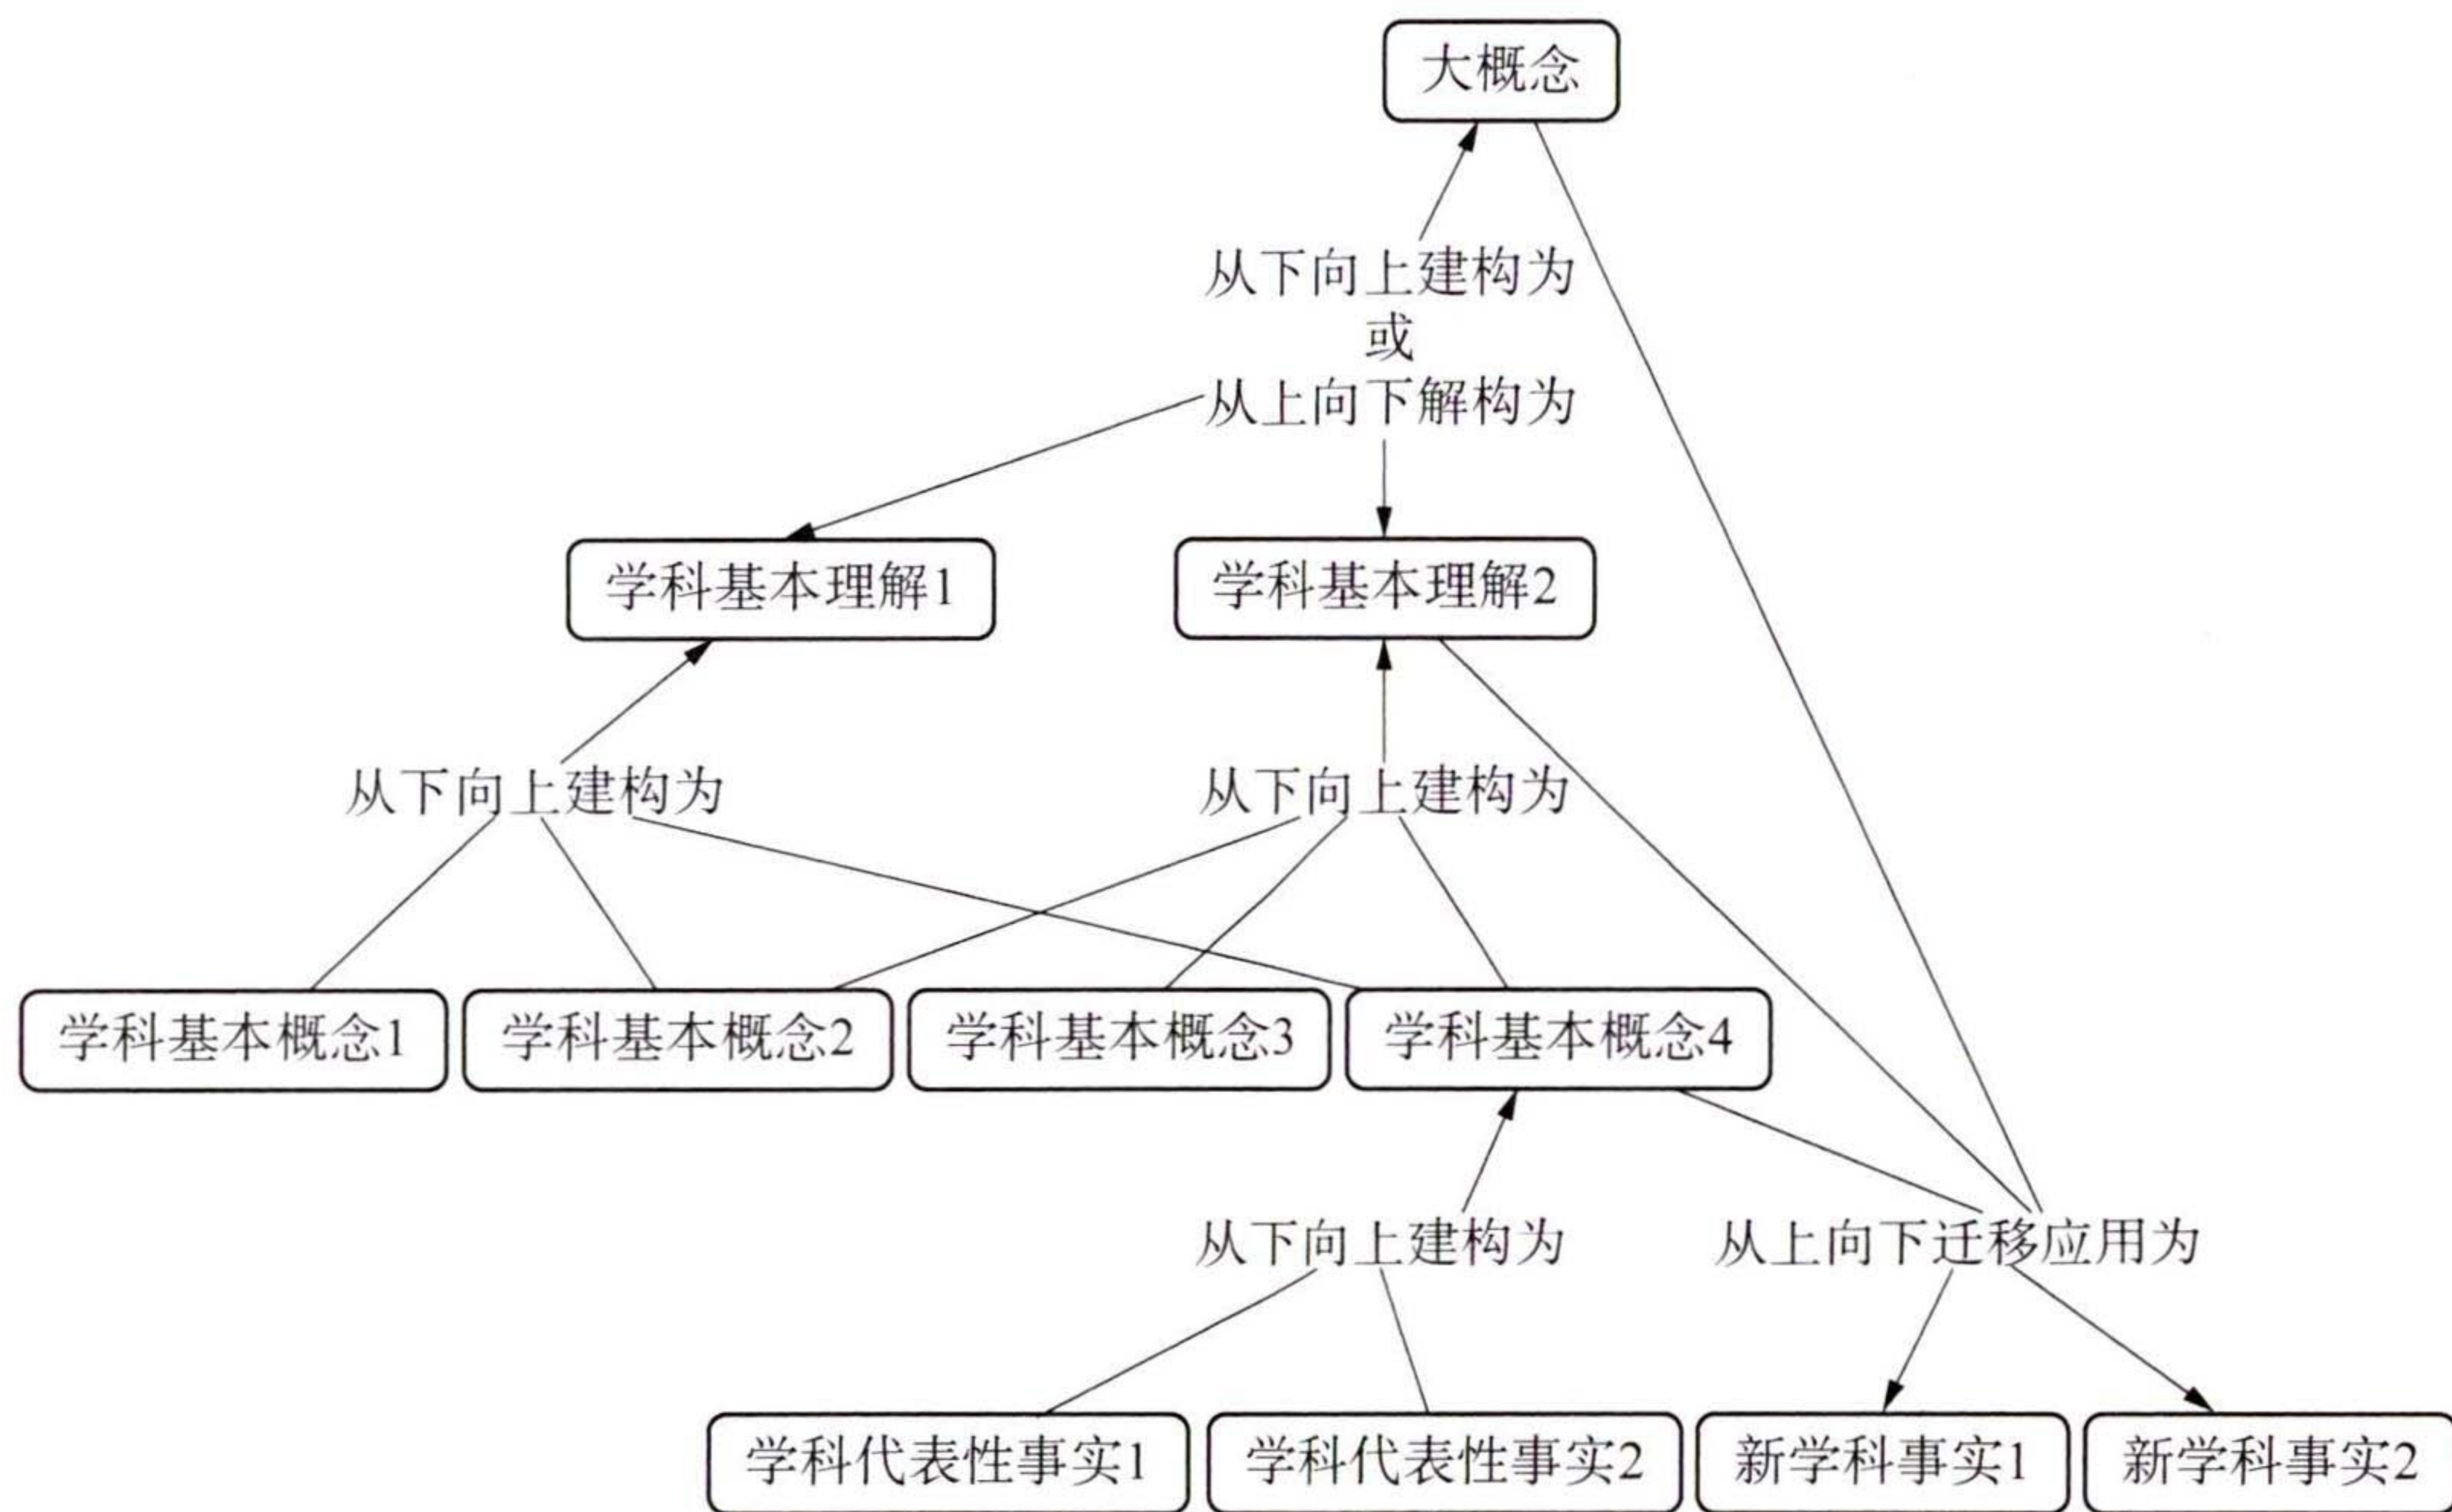 大概念
从下向上建构为
或
从上向下解构为
学科基本理解1
学科基本理解2
从下向上建构为
从下向上建构为
学科基本概念1
学科基本概念2
学科基本概念3
学科基本概念4
从下向上建构为
从上向下迁移应用为
学科代表性事实1
学科代表性事实2
新学科事实1
新学科事实2